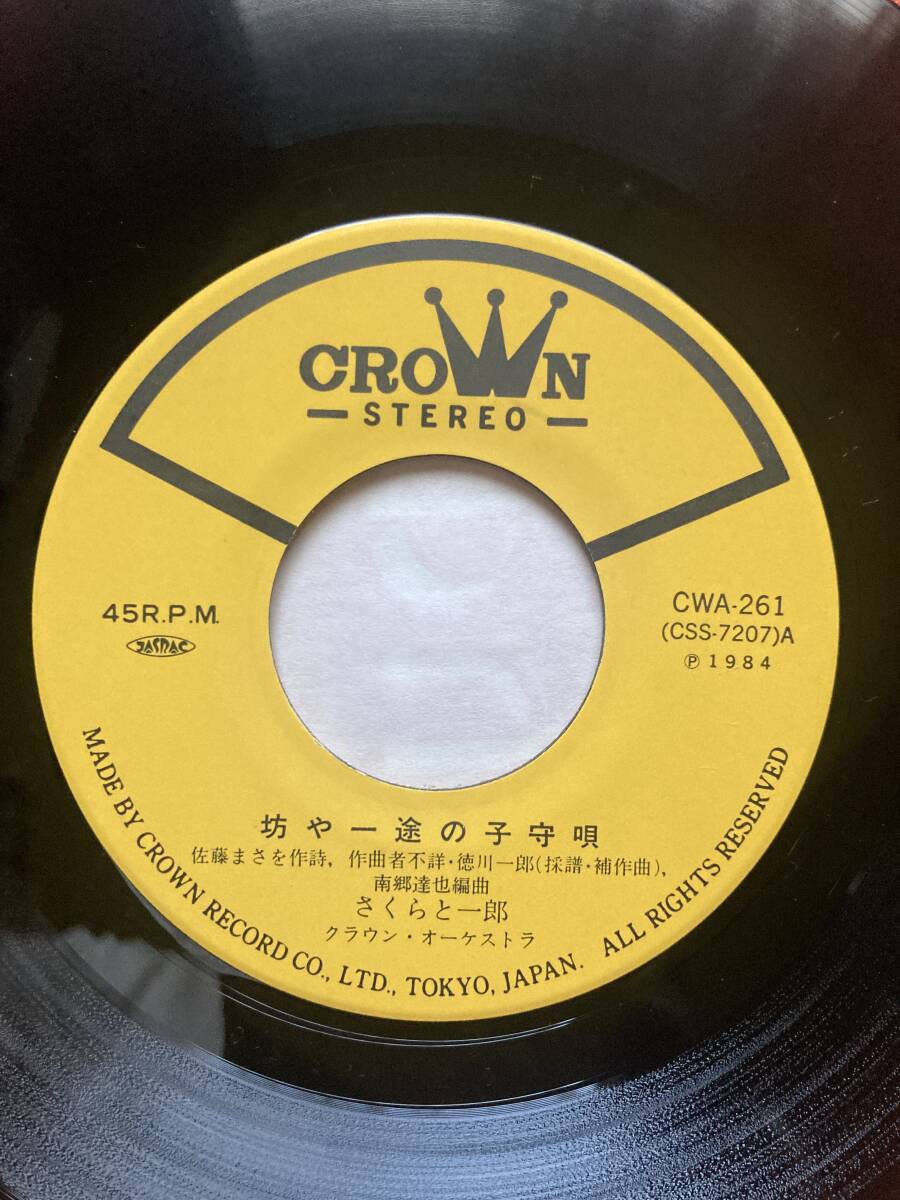 CROWN
STEREO
45R.P.M.
JASRAC
CWA-261
(CSS-7207)A
Ⓟ1984
坊や一途の子守唄
佐藤まさを作詩，作曲者不詳・徳川一郎(採譜・補作曲)，
南郷達也編曲
さくらと一郎
クラウン・オーケストラ
MADE BY CROWN RECORD CO., LTD., TOKYO, JAPAN. ALL RIGHTS RESERVED